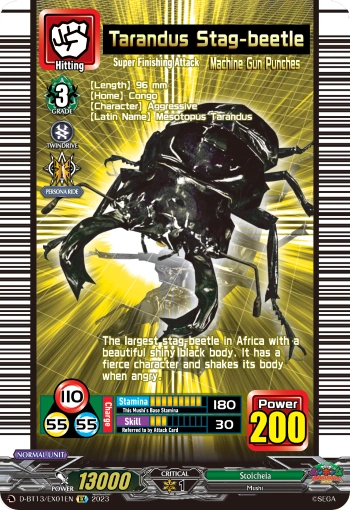 Tarandus Stag-beetle
Hitting
Super Finishing Attack Machine Gun Punches
【Length】 96 mm
【Home】 Congo
【Character】 Aggressive
【Latin Name】 Mesotopus Tarandus
3
GRADE
TWINDRIVE
PERSONA RIDE
The largest stag-beetle in Africa with a
beautiful shiny black body. It has a
fierce character and shakes its body
when angry.
110
55 55
Charge
Stamina 180
This Mushi's Base Stamina
Skill 30
Referred to by Attack Card
Power
200
NORMAL UNIT
POWER 13000
CRITICAL
1
Stoicheia
Mushi
D-BT13/EX01EN EX 2023
©SEGA